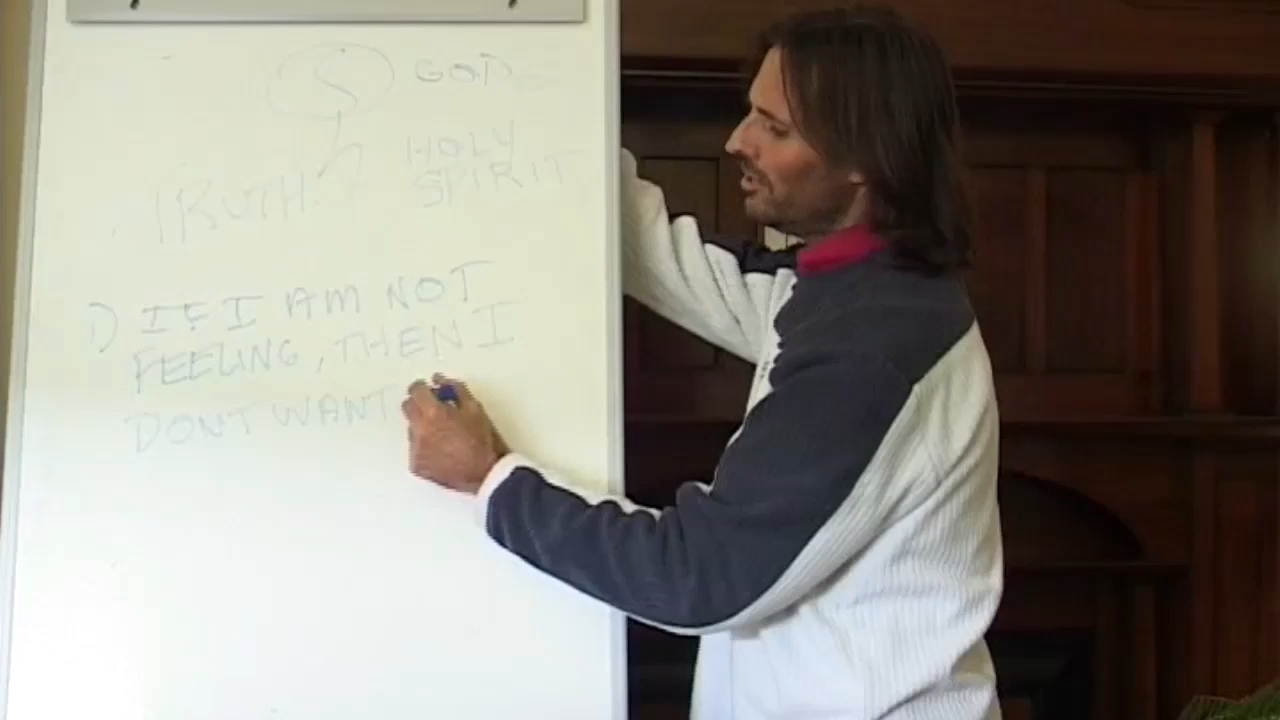 GOD
HOLY
SPIRIT
TRUTH
1) IF I AM NOT
FEELING, THEN I
DONT WANT